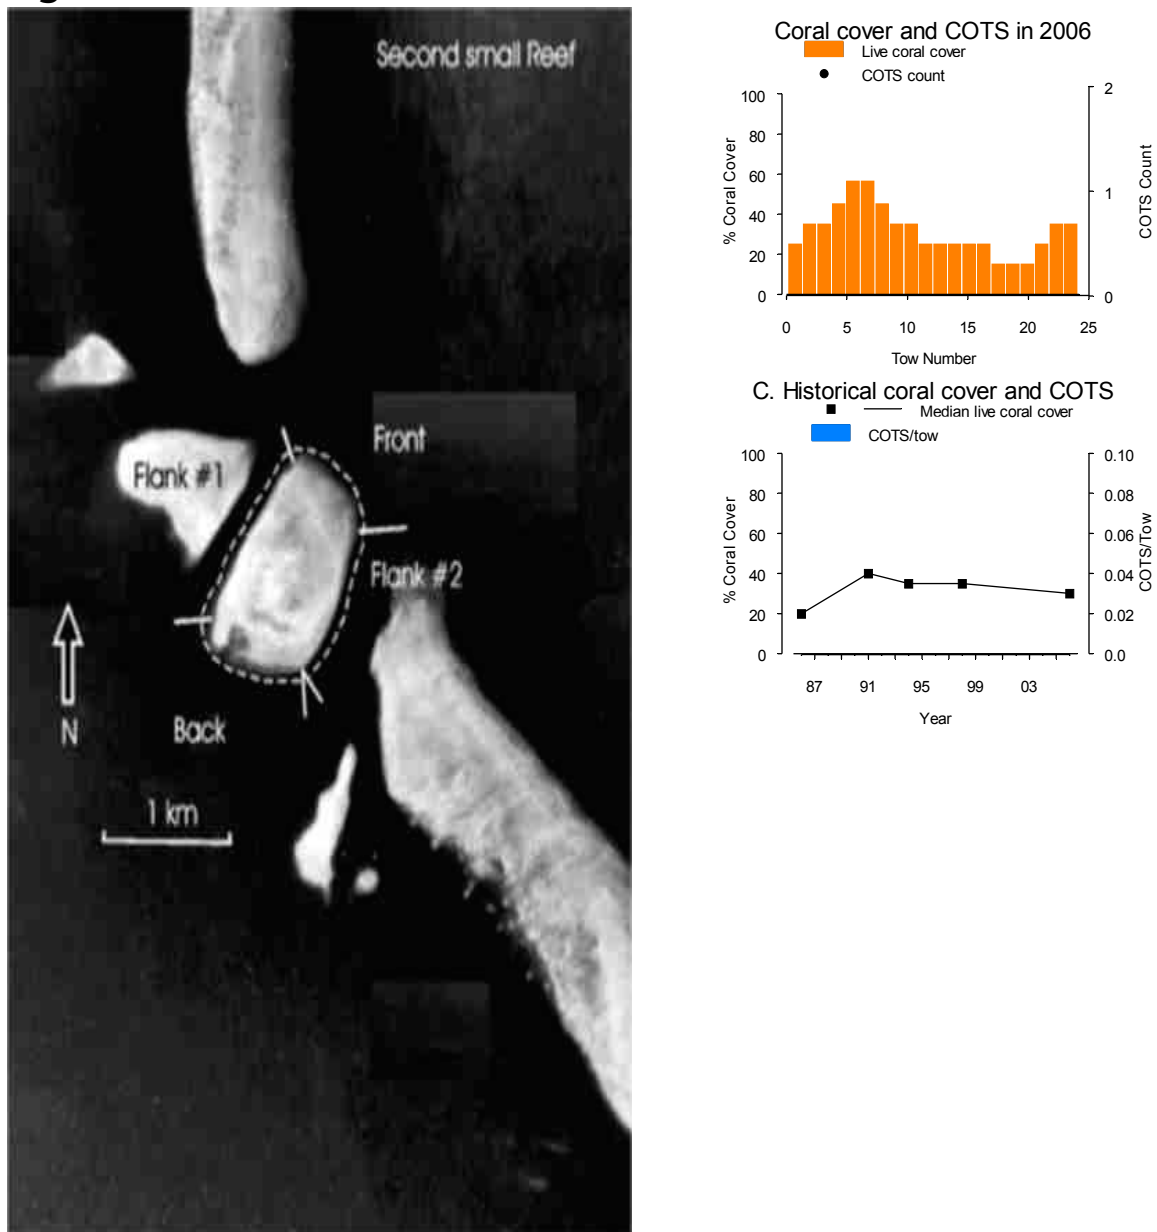 Second small Reef
Front
Flank #1
Flank #2
N
Back
1 km
Coral cover and COTS in 2006
Live coral cover
COTS count
100
80
60
40
20
0
% Coral Cover
2
1
0
COTS Count
0 5 10 15 20 25
Tow Number
C. Historical coral cover and COTS
Median live coral cover
COTS/tow
100
80
60
40
20
0
% Coral Cover
0.10
0.08
0.06
0.04
0.02
0.0
COTS/Tow
87 91 95 99 03
Year